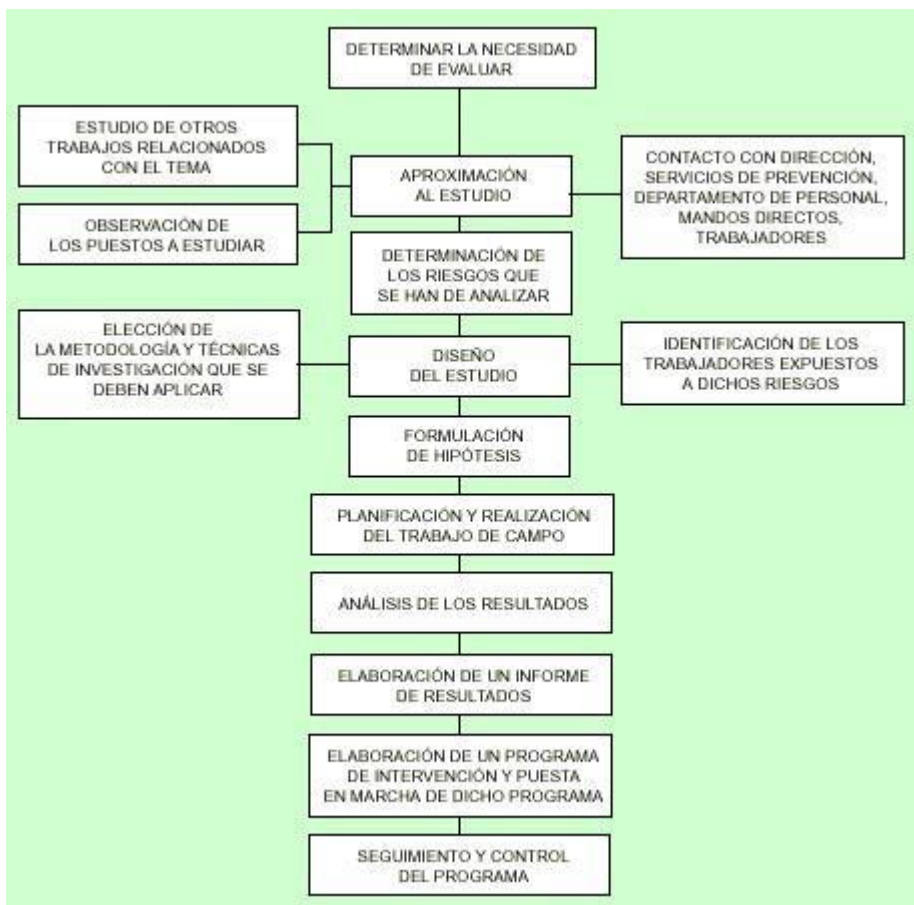 DETERMINAR LA NECESIDAD
DE EVALUAR
ESTUDIO DE OTROS
TRABAJOS RELACIONADOS
CON EL TEMA
OBSERVACIÓN DE
LOS PUESTOS A ESTUDIAR
APROXIMACIÓN
AL ESTUDIO
CONTACTO CON DIRECCIÓN,
SERVICIOS DE PREVENCIÓN,
DEPARTAMENTO DE PERSONAL,
MANDOS DIRECTOS,
TRABAJADORES
DETERMINACIÓN DE
LOS RIESGOS QUE
SE HAN DE ANALIZAR
ELECCIÓN DE
LA METODOLOGÍA Y TÉCNICAS
DE INVESTIGACIÓN QUE SE
DEBEN APLICAR
DISEÑO
DEL ESTUDIO
IDENTIFICACIÓN DE LOS
TRABAJADORES EXPUESTOS
A DICHOS RIESGOS
FORMULACIÓN
DE HIPÓTESIS
PLANIFICACIÓN Y REALIZACIÓN
DEL TRABAJO DE CAMPO
ANÁLISIS DE LOS RESULTADOS
ELABORACIÓN DE UN INFORME
DE RESULTADOS
ELABORACIÓN DE UN PROGRAMA
DE INTERVENCIÓN Y PUESTA
EN MARCHA DE DICHO PROGRAMA
SEGUIMIENTO Y CONTROL
DEL PROGRAMA